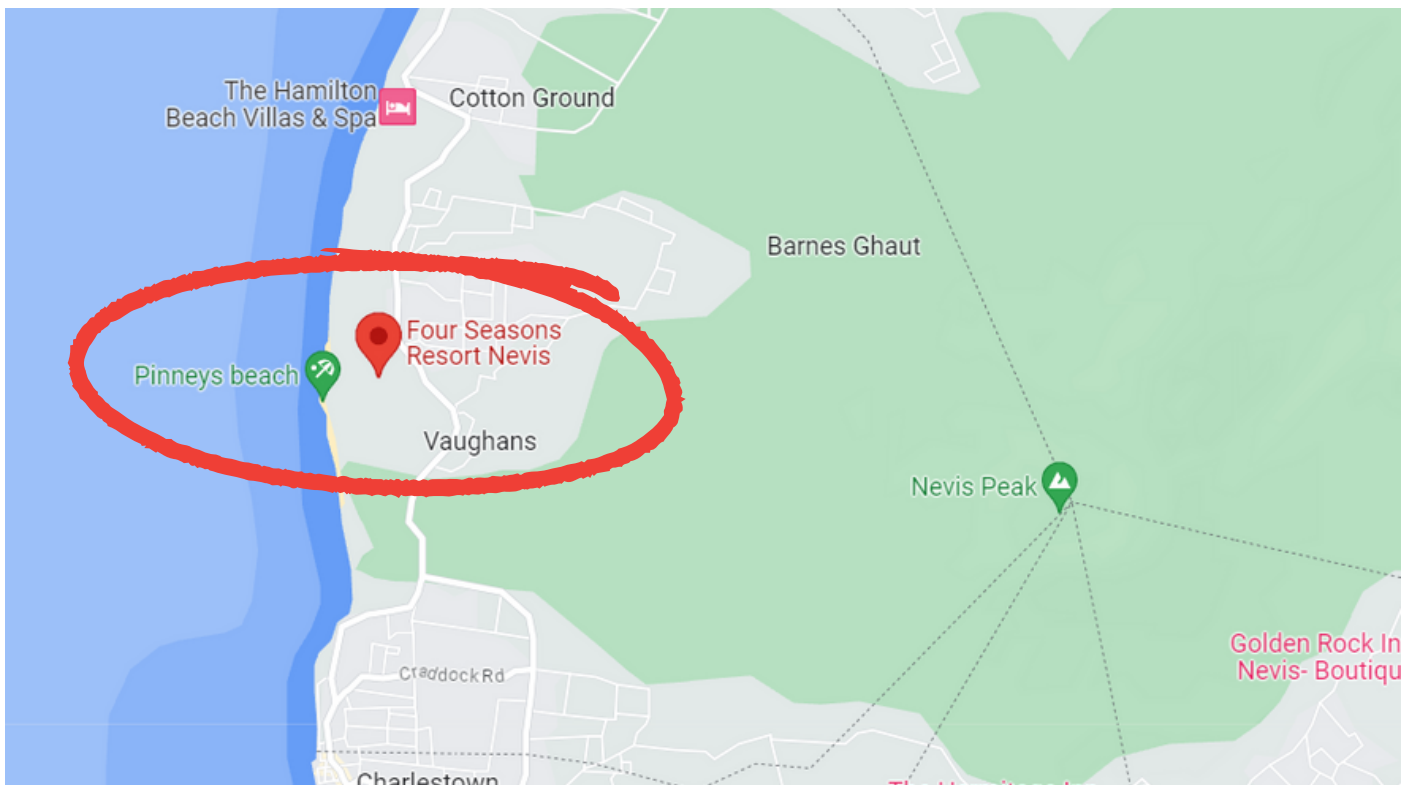 The Hamilton
Beach Villas & Spa
Cotton Ground
Barnes Ghaut
Four Seasons
Resort Nevis
Pinneys beach
Vaughans
Nevis Peak
Golden Rock In
Nevis- Boutiqu
Craddock Rd
Charlestown